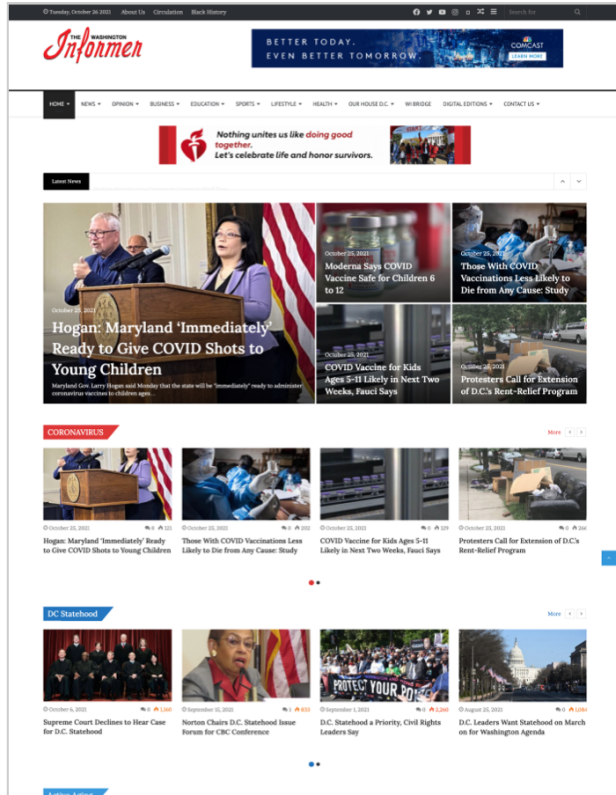 Tuesday, October 26 2021 About Us Circulation Black History Search for
THE WASHINGTON
Informer
BETTER TODAY.
EVEN BETTER TOMORROW.
COMCAST
LEARN MORE
HOME NEWS OPINION BUSINESS EDUCATION SPORTS LIFESTYLE HEALTH OUR HOUSE D.C. WI BRIDGE DIGITAL EDITIONS CONTACT US
Nothing unites us like doing good
together.
Let's celebrate life and honor survivors.
Latest News
October 25, 2021
Hogan: Maryland 'Immediately'
Ready to Give COVID Shots to
Young Children
Maryland Gov. Larry Hogan said Monday that the state will be "immediately" ready to administer
coronavirus vaccines to children ages...
October 25, 2021
Moderna Says COVID
Vaccine Safe for Children 6
to 12
October 25, 2021
Those With COVID
Vaccinations Less Likely to
Die from Any Cause: Study
October 25, 2021
COVID Vaccine for Kids
Ages 5-11 Likely in Next Two
Weeks, Fauci Says
October 25, 2021
Protesters Call for Extension
of D.C.'s Rent-Relief Program
CORONAVIRUS More
October 25, 2021 0 321
Hogan: Maryland 'Immediately' Ready
to Give COVID Shots to Young Children
October 25, 2021 0 202
Those With COVID Vaccinations Less
Likely to Die from Any Cause: Study
October 25, 2021 0 129
COVID Vaccine for Kids Ages 5-11
Likely in Next Two Weeks, Fauci Says
October 25, 2021 0
Protesters Call for Extension of D.C.'s
Rent-Relief Program
DC Statehood More
October 6, 2021 0
Supreme Court Declines to Hear Case
for D.C. Statehood
September 15, 2021 1
Norton Chairs D.C. Statehood Issue
Forum for CBC Conference
PROTECT YOUR
September 1, 2021 0
D.C. Statehood a Priority, Civil Rights
Leaders Say
August 25, 2021 0
D.C. Leaders Want Statehood on March
on for Washington Agenda